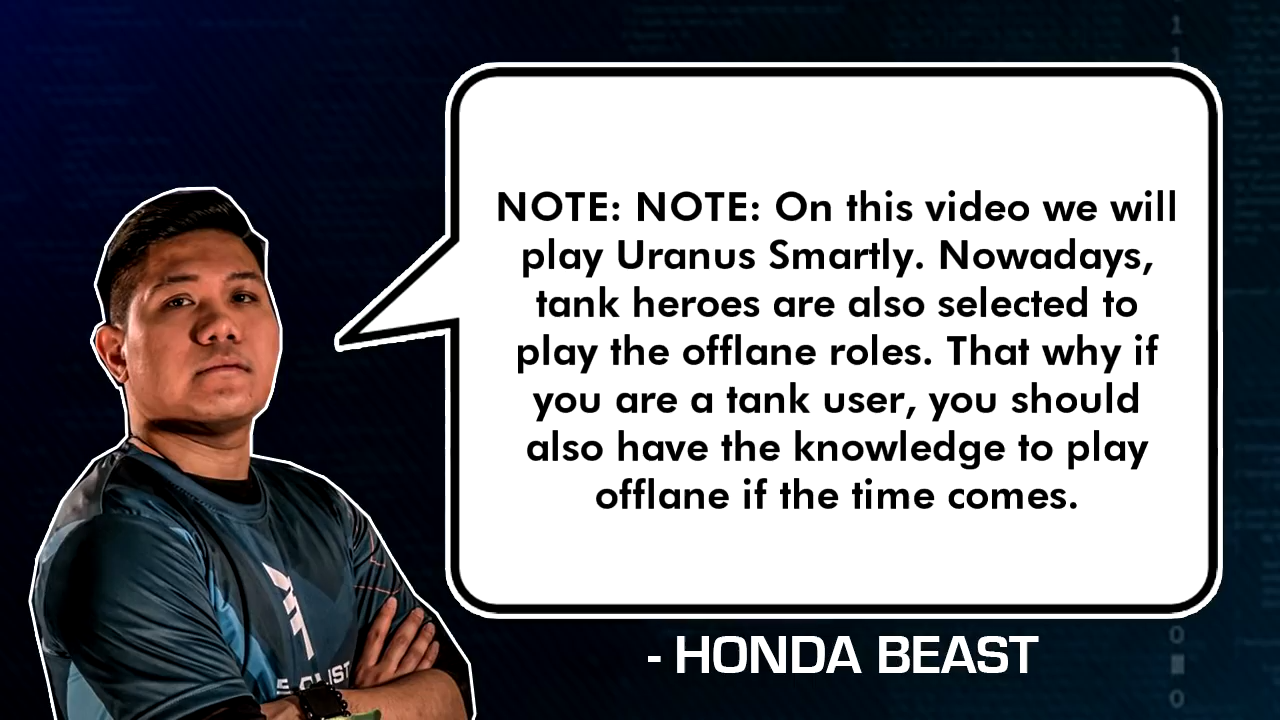 NOTE: NOTE: On this video we will
play Uranus Smartly. Nowadays,
tank heroes are also selected to
play the offlane roles. That why if
you are a tank user, you should
also have the knowledge to play
offlane if the time comes.
- HONDA BEAST